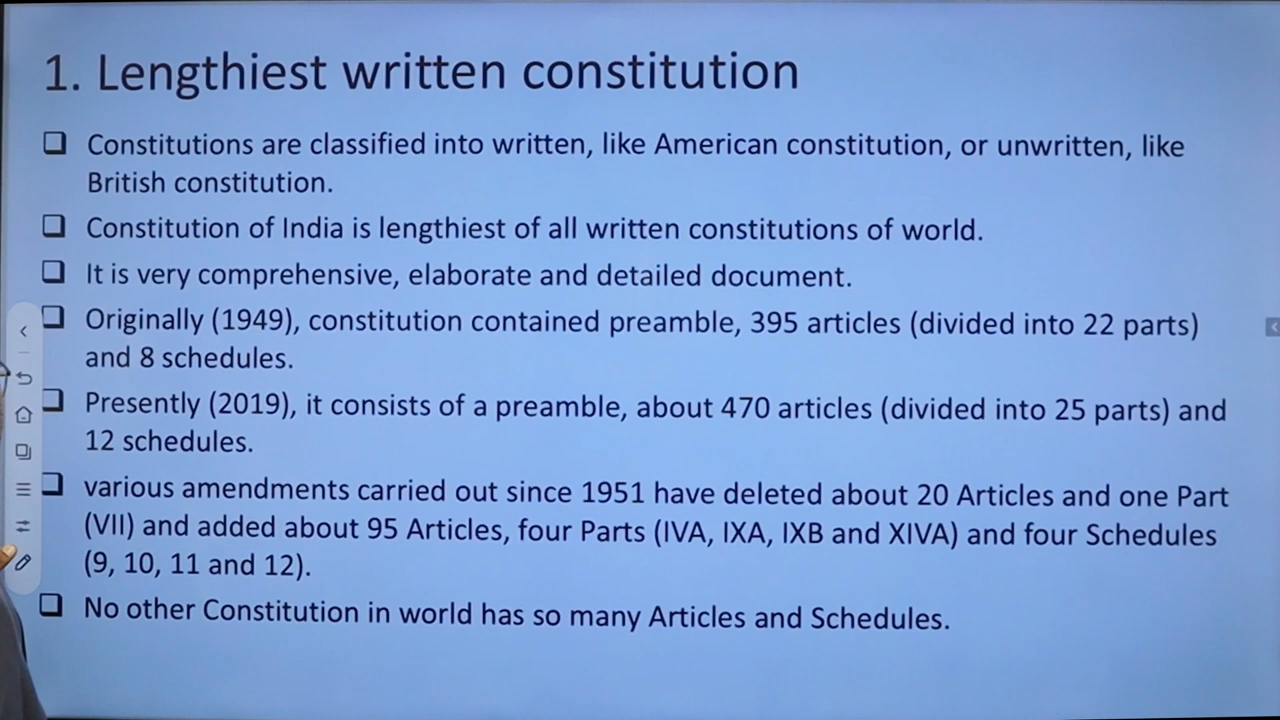 1. Lengthiest written constitution
❑ Constitutions are classified into written, like American constitution, or unwritten, like
British constitution.
❑ Constitution of India is lengthiest of all written constitutions of world.
❑ It is very comprehensive, elaborate and detailed document.
❑ Originally (1949), constitution contained preamble, 395 articles (divided into 22 parts)
and 8 schedules.
❑ Presently (2019), it consists of a preamble, about 470 articles (divided into 25 parts) and
12 schedules.
❑ various amendments carried out since 1951 have deleted about 20 Articles and one Part
(VII) and added about 95 Articles, four Parts (IVA, IXA, IXB and XIVA) and four Schedules
(9, 10, 11 and 12).
❑ No other Constitution in world has so many Articles and Schedules.